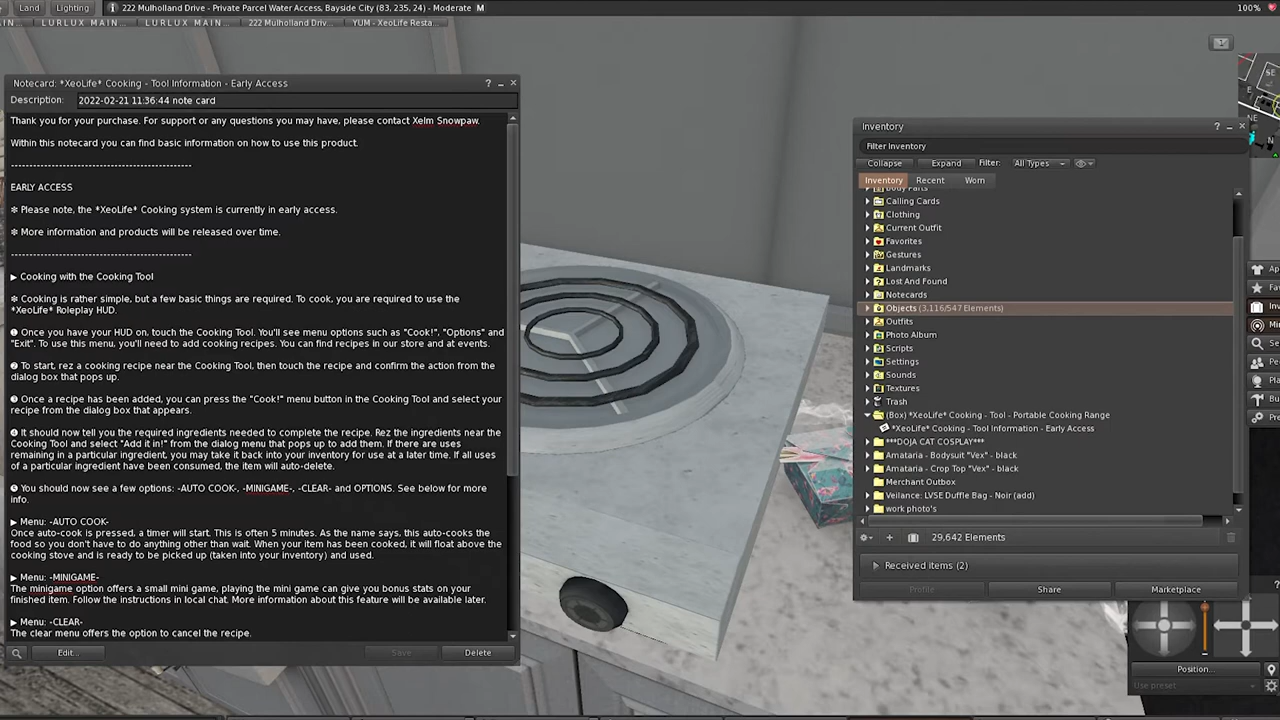 Land
Lighting
222 Mulholland Drive - Private Parcel Water Access, Bayside City (83, 235, 24) - Moderate
M
100%
LURLUX MAIN...
LURLUX MAIN...
222 Mulholland Driv...
YUM - XeoLife Resta...
Notecard: *XeoLife* Cooking - Tool Information - Early Access
?
Description:
2022-02-21 11:36:44 note card
Thank you for your purchase. For support or any questions you may have, please contact Xelm Snowpaw.
Within this notecard you can find basic information on how to use this product.
------------------------------------------------
EARLY ACCESS
❇ Please note, the *XeoLife* Cooking system is currently in early access.
❇ More information and products will be released over time.
------------------------------------------------
▶ Cooking with the Cooking Tool
❇ Cooking is rather simple, but a few basic things are required. To cook, you are required to use the
*XeoLife* Roleplay HUD.
❶ Once you have your HUD on, touch the Cooking Tool. You'll see menu options such as "Cook!", "Options" and
"Exit". To use this menu, you'll need to add cooking recipes. You can find recipes in our store and at events.
❷ To start, rez a cooking recipe near the Cooking Tool, then touch the recipe and confirm the action from the
dialog box that pops up.
❸ Once a recipe has been added, you can press the "Cook!" menu button in the Cooking Tool and select your
recipe from the dialog box that appears.
❹ It should now tell you the required ingredients needed to complete the recipe. Rez the ingredients near the
Cooking Tool and select "Add it in!" from the dialog menu that pops up to add them. If there are uses
remaining in a particular ingredient, you may take it back into your inventory for use at a later time. If all uses
of a particular ingredient have been consumed, the item will auto-delete.
❺ You should now see a few options: -AUTO COOK-, -MINIGAME-, -CLEAR- and OPTIONS. See below for more
info.
▶ Menu: -AUTO COOK-
Once auto-cook is pressed, a timer will start. This is often 5 minutes. As the name says, this auto-cooks the
food so you don't have to do anything other than wait. When your item has been cooked, it will float above the
cooking stove and is ready to be picked up (taken into your inventory) and used.
▶ Menu: -MINIGAME-
The minigame option offers a small mini game, playing the mini game can give you bonus stats on your
finished item. Follow the instructions in local chat. More information about this feature will be available later.
▶ Menu: -CLEAR-
The clear menu offers the option to cancel the recipe.
Edit...
Save
Delete
Inventory
?
Filter Inventory
Collapse
Expand
Filter:
All Types
Inventory
Recent
Worn
Body Parts
Calling Cards
Clothing
Current Outfit
Favorites
Gestures
Landmarks
Lost And Found
Notecards
Objects (3,116/547 Elements)
Outfits
Photo Album
Scripts
Settings
Sounds
Textures
Trash
(Box) *XeoLife* Cooking - Tool - Portable Cooking Range
*XeoLife* Cooking - Tool Information - Early Access
***DOJA CAT COSPLAY***
Amataria - Bodysuit "Vex" - black
Amataria - Crop Top "Vex" - black
Merchant Outbox
Veilance: LVSE Duffle Bag - Noir (add)
work photo's
29,642 Elements
Received items (2)
Profile
Share
Marketplace
SE
NE
N
Position...
Use preset